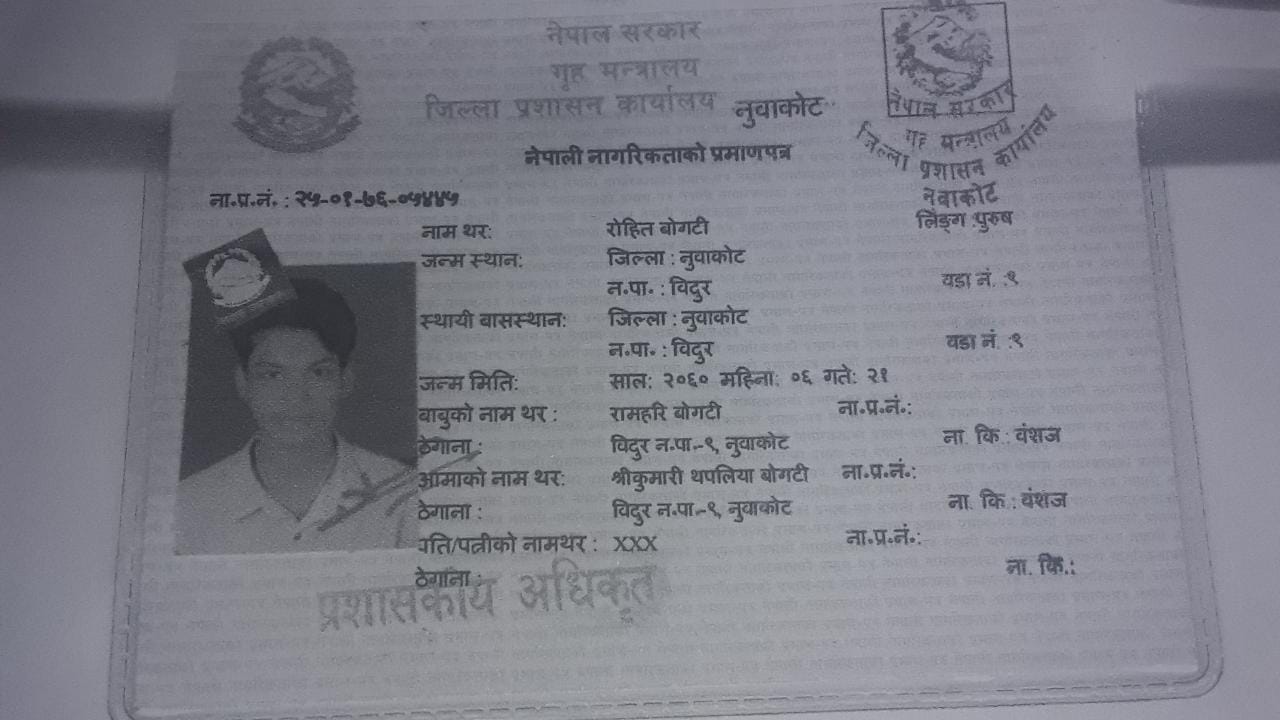 नेपाल सरकार
गृह मन्त्रालय
जिल्ला प्रशासन कार्यालय नुवाकोट
नेपाल सरकार
गृह मन्त्रालय
जिल्ला प्रशासन कार्यालय
नुवाकोट
नेपाली नागरिकताको प्रमाणपत्र
ना.प्र.नं. : २५-०१-७६-०५४४५
लिङ्ग :पुरुष
नाम थर: रोहित बोगटी
जन्म स्थान: जिल्ला : नुवाकोट
न.पा. : विदुर वडा नं. :९
स्थायी बासस्थान: जिल्ला : नुवाकोट
न.पा. : विदुर वडा नं. :९
जन्म मिति: साल: २०६० महिना: ०६ गते: २१
बाबुको नाम थर : रामहरि बोगटी ना.प्र.नं.:
ठेगाना : विदुर न.पा.-९, नुवाकोट ना. कि : वंशज
आमाको नाम थर: श्रीकुमारी थपलिया बोगटी ना.प्र.नं.:
ठेगाना : विदुर न.पा.-९, नुवाकोट ना. कि : वंशज
पति/पत्नीको नामथर : XXX ना.प्र.नं.:
ठेगाना : ना. कि.:
प्रशासकीय अधिकृत